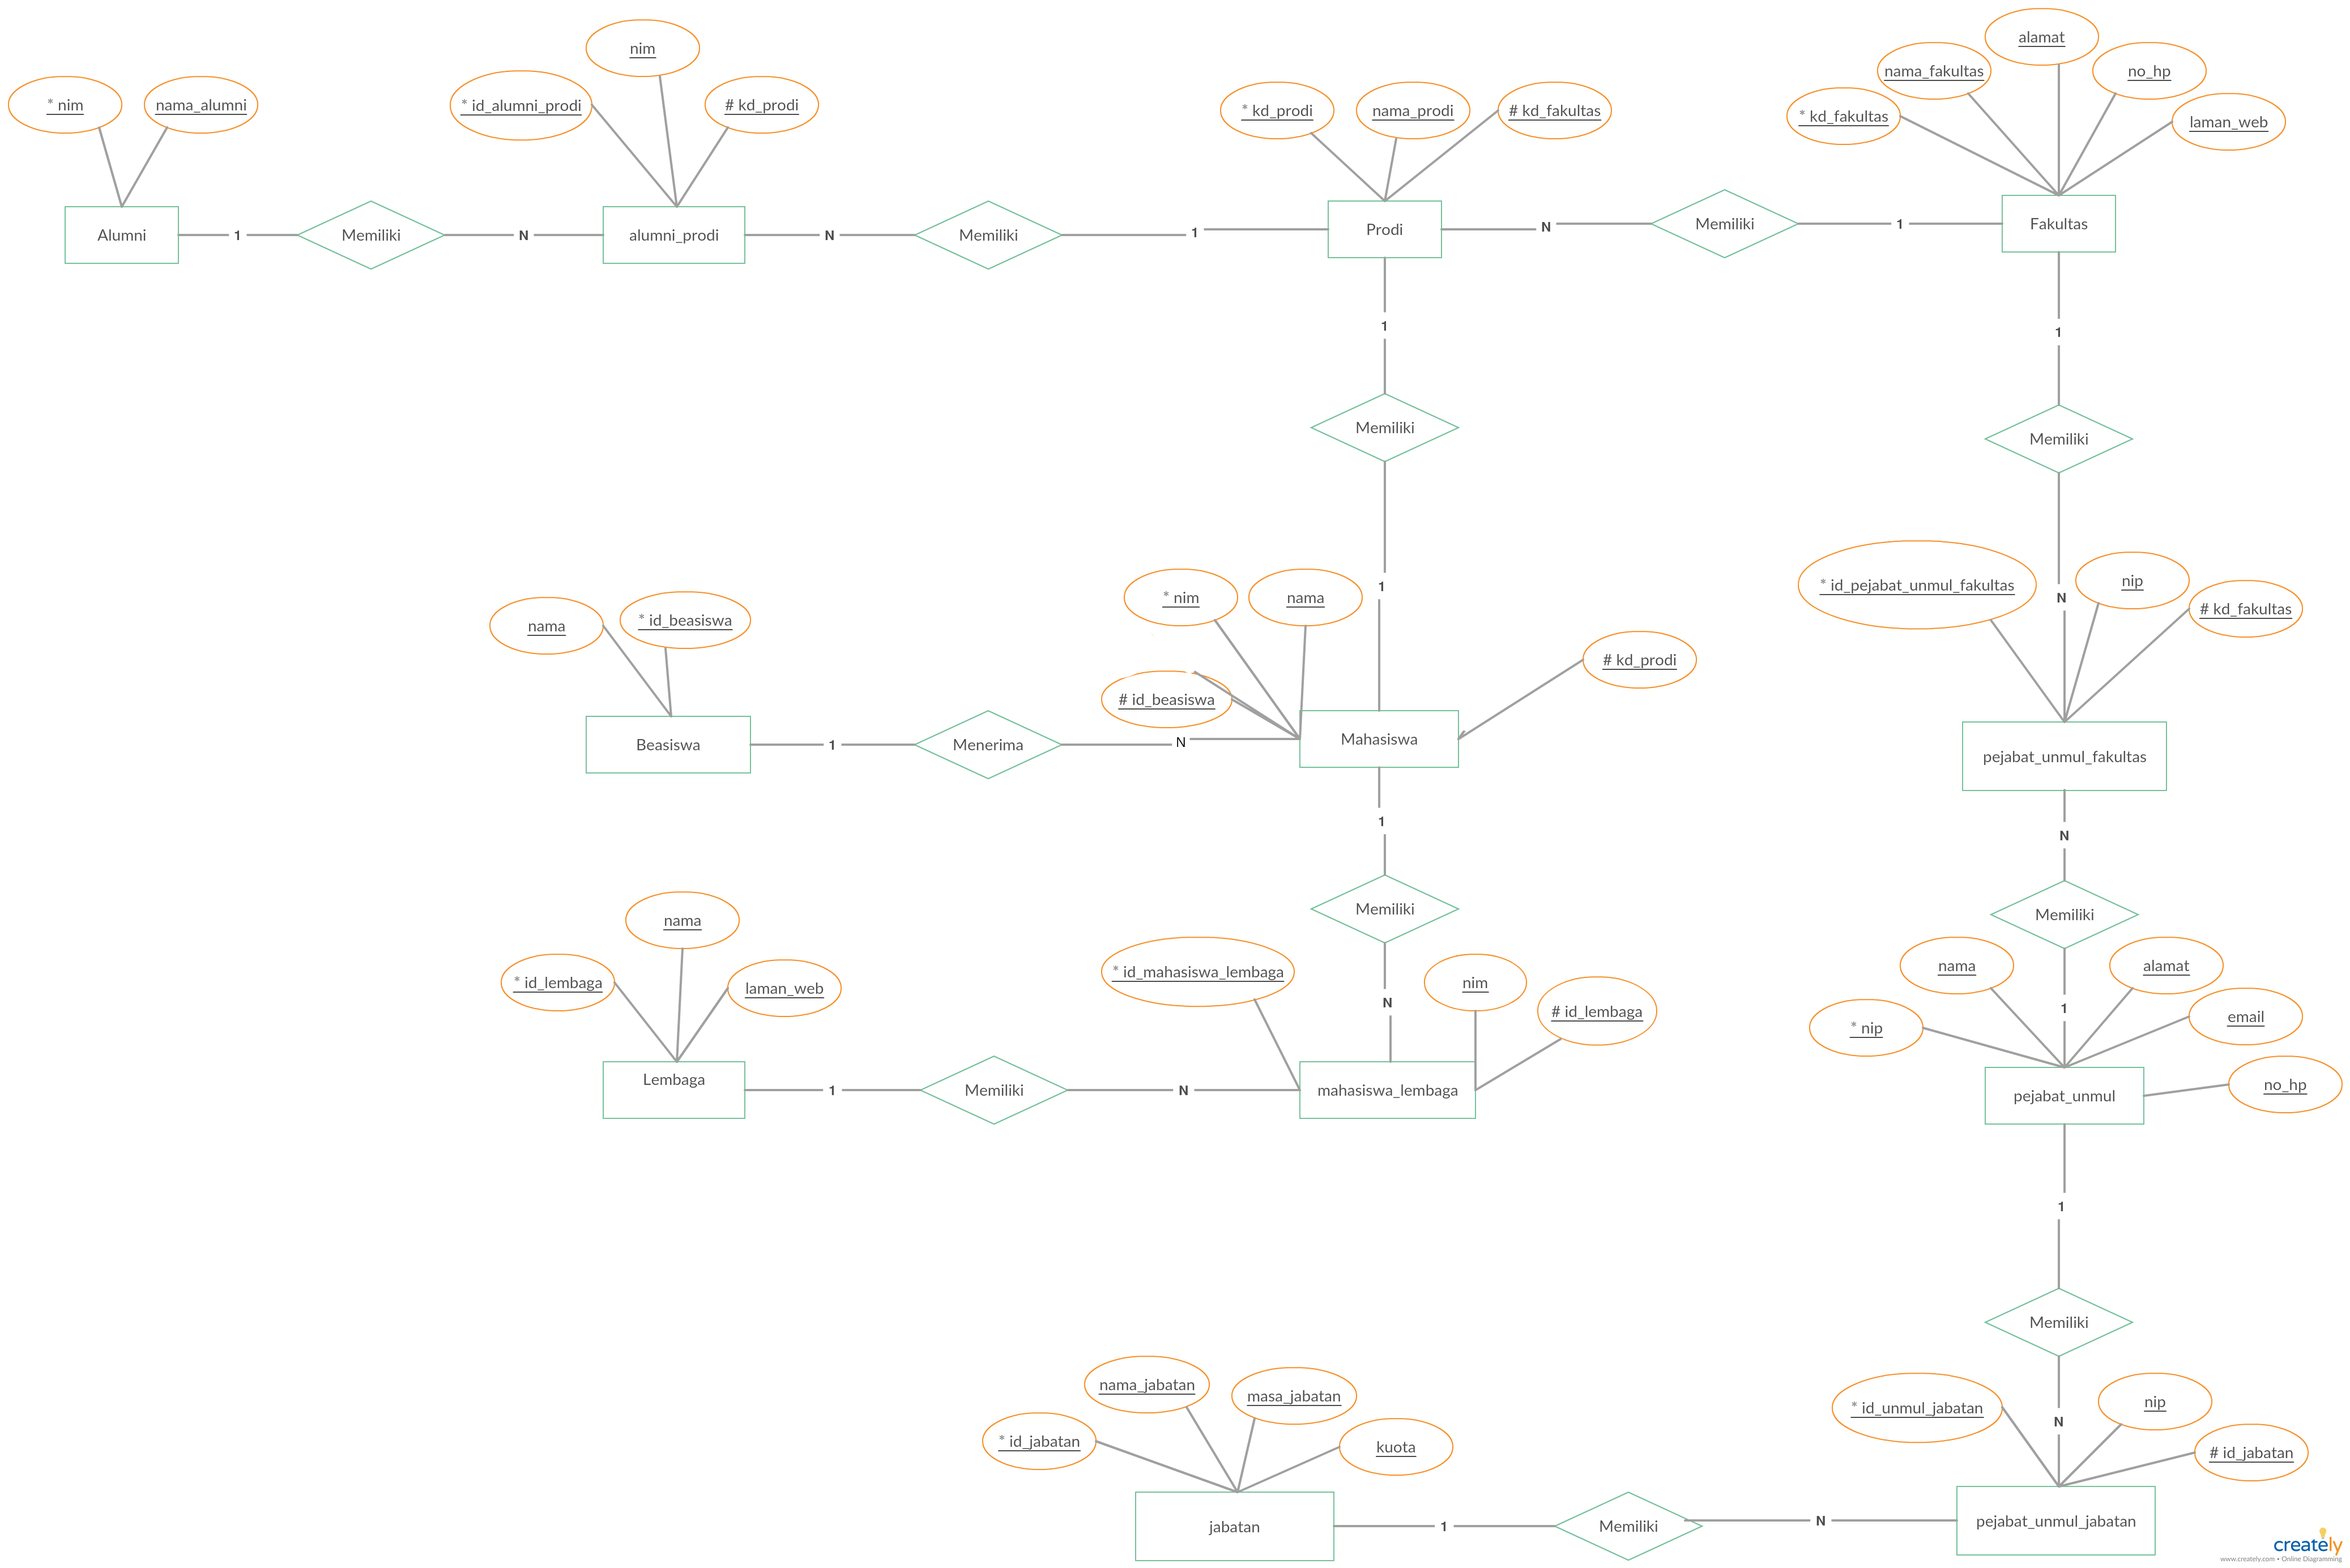 alamat
nim
nama_fakultas
no_hp
* nim
nama_alumni
* id_alumni_prodi
# kd_prodi
* kd_prodi
nama_prodi
# kd_fakultas
* kd_fakultas
laman_web
Alumni
1
Memiliki
N
alumni_prodi
N
Memiliki
1
Prodi
N
Memiliki
1
Fakultas
1
1
Memiliki
Memiliki
1
N
* id_pejabat_unmul_fakultas
nip
# kd_fakultas
* nim
nama
nama
* id_beasiswa
# kd_prodi
# id_beasiswa
Beasiswa
1
Menerima
N
Mahasiswa
pejabat_unmul_fakultas
1
N
Memiliki
Memiliki
nama
* id_lembaga
laman_web
* id_mahasiswa_lembaga
nim
# id_lembaga
N
nama
alamat
* nip
1
email
no_hp
Lembaga
1
Memiliki
N
mahasiswa_lembaga
pejabat_unmul
1
Memiliki
nama_jabatan
masa_jabatan
* id_jabatan
kuota
* id_unmul_jabatan
nip
N
# id_jabatan
jabatan
1
Memiliki
N
pejabat_unmul_jabatan
creately
www.creately.com • Online Diagramming